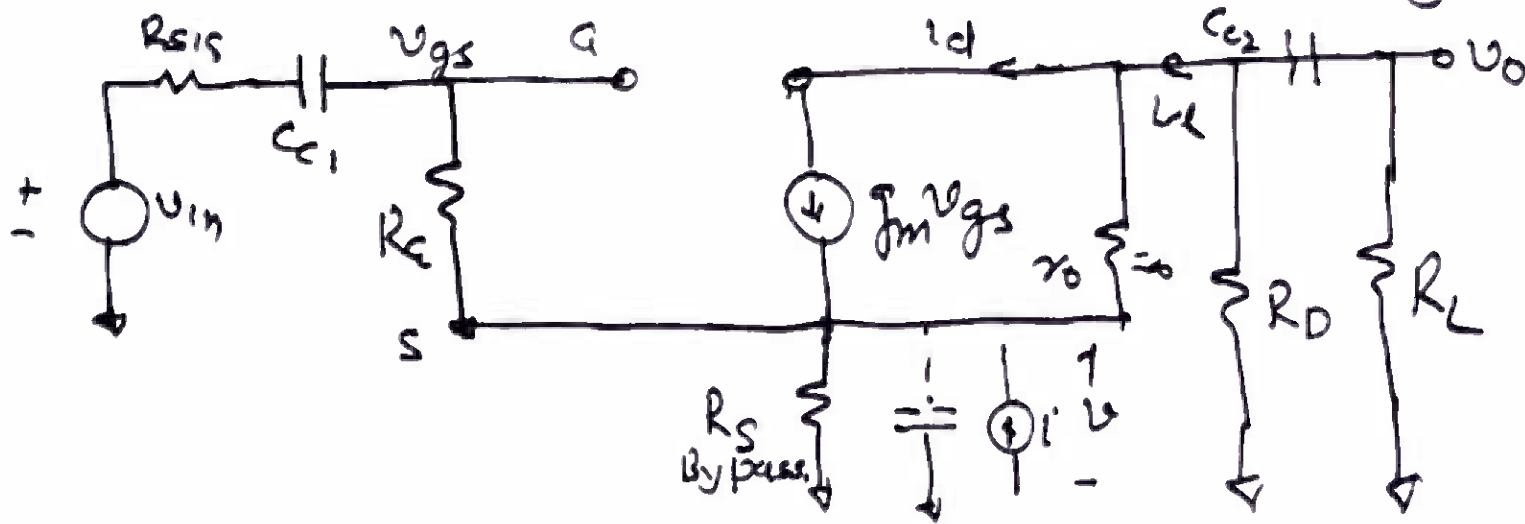 Rsig
vgs
G
id
Cc2
vo
Cc1
+
-
vin
RG
gmvgs
ro
=∞
RD
RL
S
RS
Bypass
i
v
-